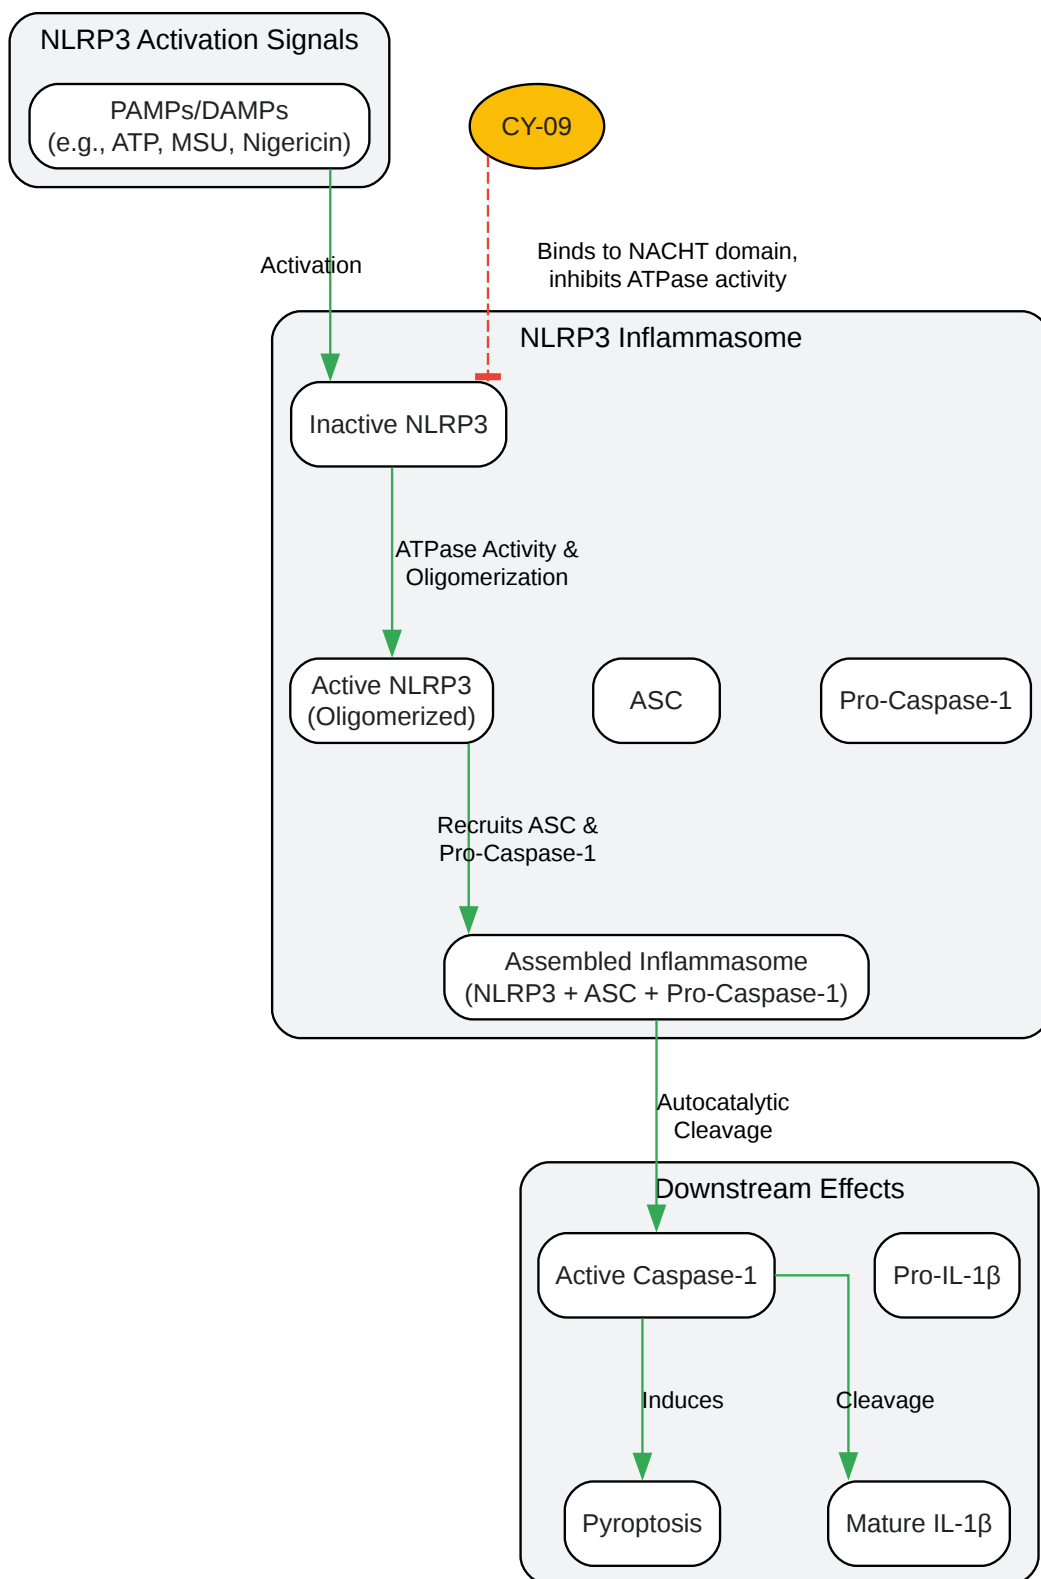 NLRP3 Activation Signals
PAMPs/DAMPs
(e.g., ATP, MSU, Nigericin)
CY-09
Activation
Binds to NACHT domain,
inhibits ATPase activity
NLRP3 Inflammasome
Inactive NLRP3
ATPase Activity &
Oligomerization
Active NLRP3
(Oligomerized)
ASC
Pro-Caspase-1
Recruits ASC &
Pro-Caspase-1
Assembled Inflammasome
(NLRP3 + ASC + Pro-Caspase-1)
Autocatalytic
Cleavage
Downstream Effects
Active Caspase-1
Pro-IL-1β
Induces
Cleavage
Pyroptosis
Mature IL-1β